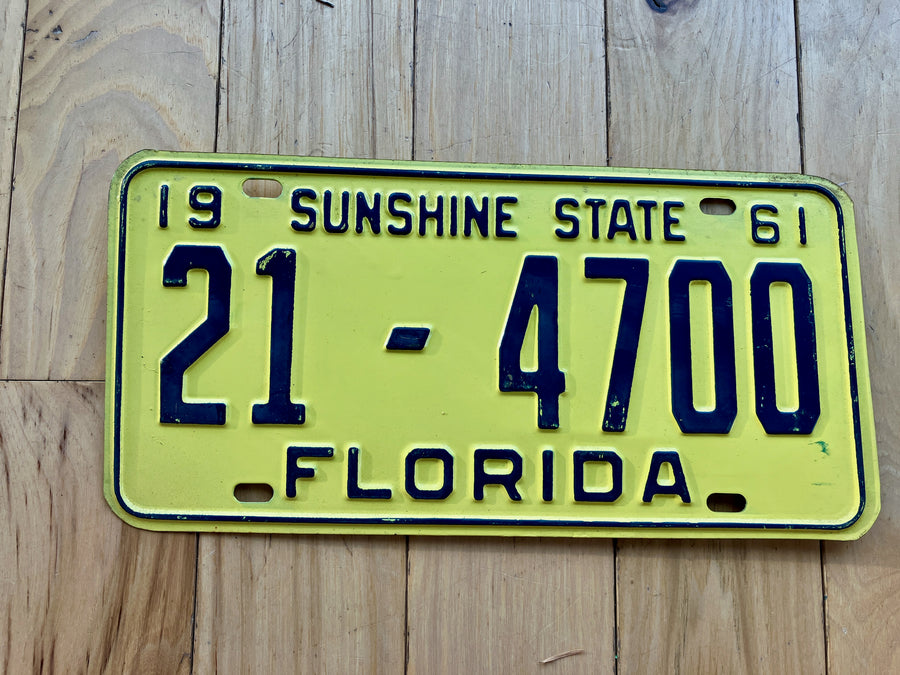 19 SUNSHINE STATE 61
21 - 4700
FLORIDA